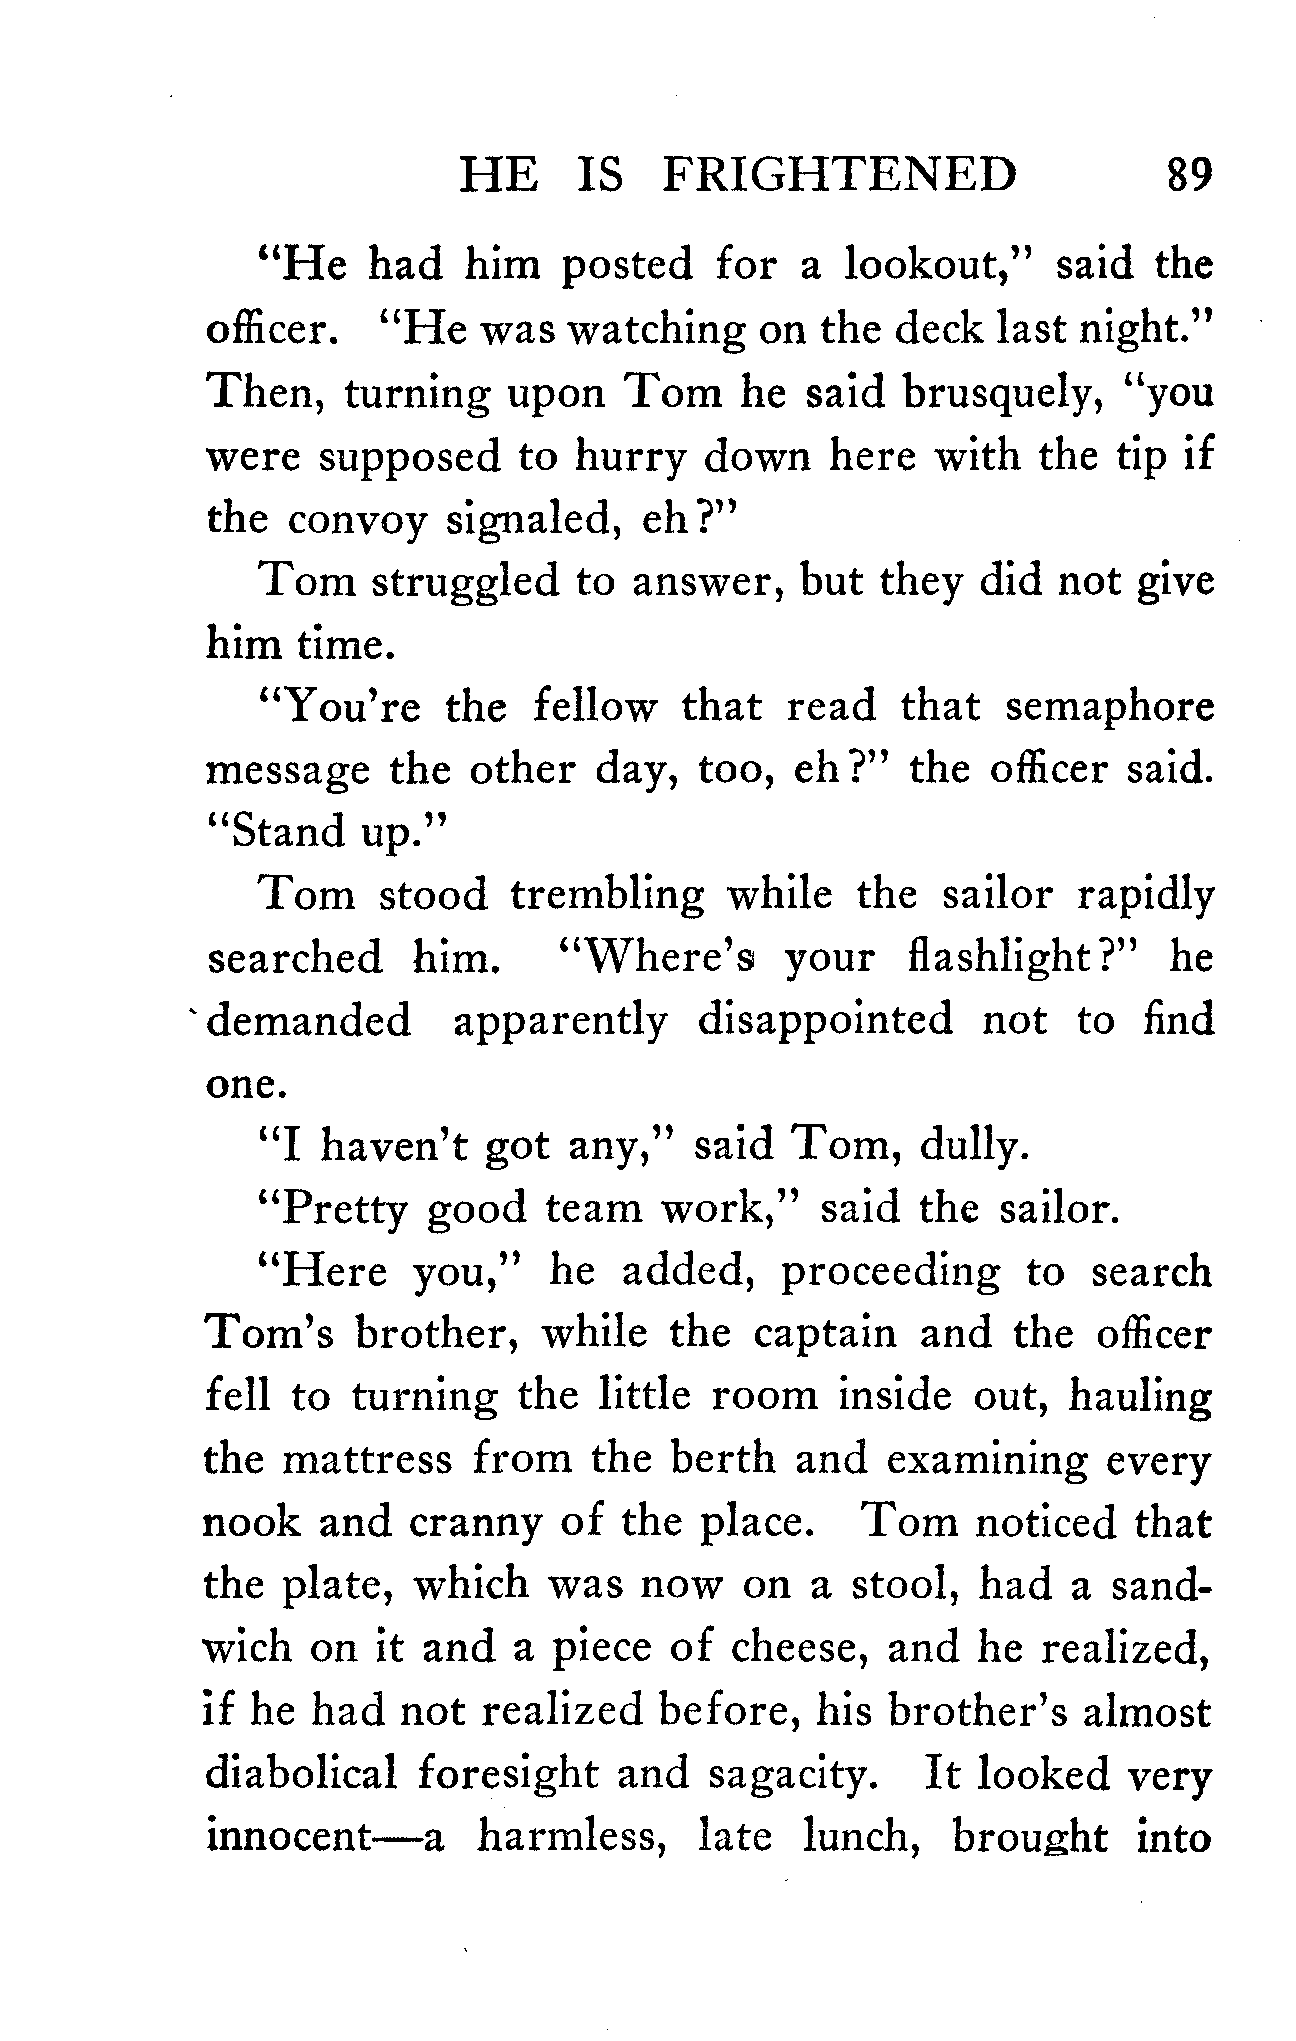 HE IS FRIGHTENED 89
"He had him posted for a lookout," said the
officer. "He was watching on the deck last night."
Then, turning upon Tom he said brusquely, "you
were supposed to hurry down here with the tip if
the convoy signaled, eh?"
Tom struggled to answer, but they did not give
him time.
"You're the fellow that read that semaphore
message the other day, too, eh?" the officer said.
"Stand up."
Tom stood trembling while the sailor rapidly
searched him. "Where's your flashlight?" he
demanded apparently disappointed not to find
one.
"I haven't got any," said Tom, dully.
"Pretty good team work," said the sailor.
"Here you," he added, proceeding to search
Tom's brother, while the captain and the officer
fell to turning the little room inside out, hauling
the mattress from the berth and examining every
nook and cranny of the place. Tom noticed that
the plate, which was now on a stool, had a sand-
wich on it and a piece of cheese, and he realized,
if he had not realized before, his brother's almost
diabolical foresight and sagacity. It looked very
innocent—a harmless, late lunch, brought into